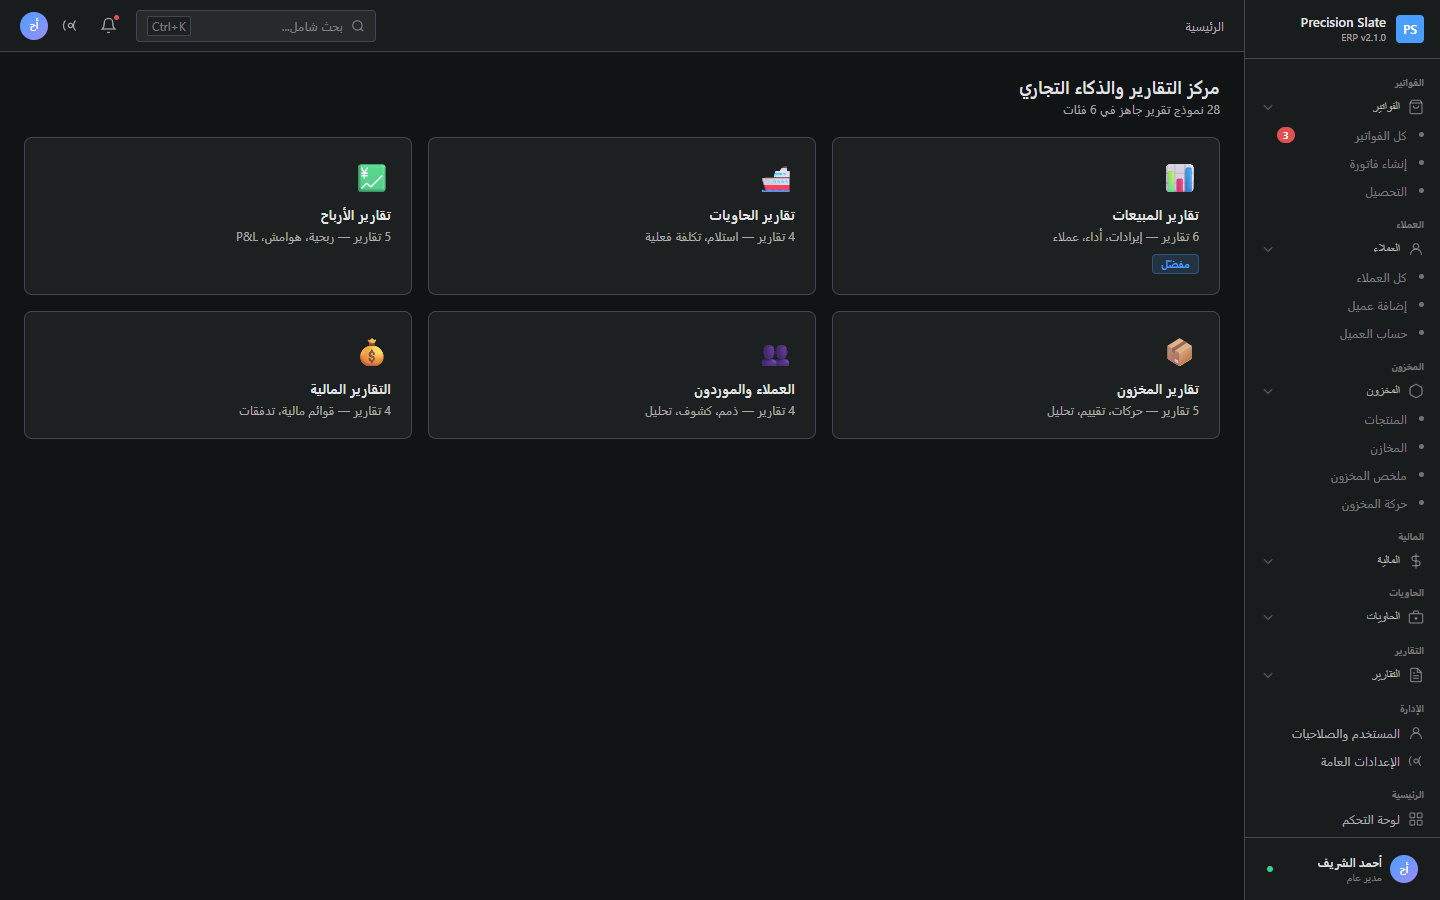 Precision Slate
ERP v2.1.0
PS
الفواتير
الفواتير
كل الفواتير
3
إنشاء فاتورة
التحصيل
العملاء
العملاء
كل العملاء
إضافة عميل
حساب العميل
المخزون
المخزون
المنتجات
المخازن
ملخص المخزون
حركة المخزون
المالية
المالية
الحاويات
الحاويات
التقارير
التقارير
الإدارة
المستخدم والصلاحيات
الإعدادات العامة
الرئيسية
لوحة التحكم
أحمد الشريف
مدير عام
أح
الرئيسية
بحث شامل...
Ctrl+K
أح
مركز التقارير والذكاء التجاري
28 نموذج تقرير جاهز في 6 فئات
تقارير المبيعات
6 تقارير — إيرادات، أداء، عملاء
مفضّل
تقارير الحاويات
4 تقارير — استلام، تكلفة فعلية
تقارير الأرباح
5 تقارير — ربحية، هوامش، P&L
تقارير المخزون
5 تقارير — حركات، تقييم، تحليل
العملاء والموردون
4 تقارير — ذمم، كشوف، تحليل
التقارير المالية
4 تقارير — قوائم مالية، تدفقات